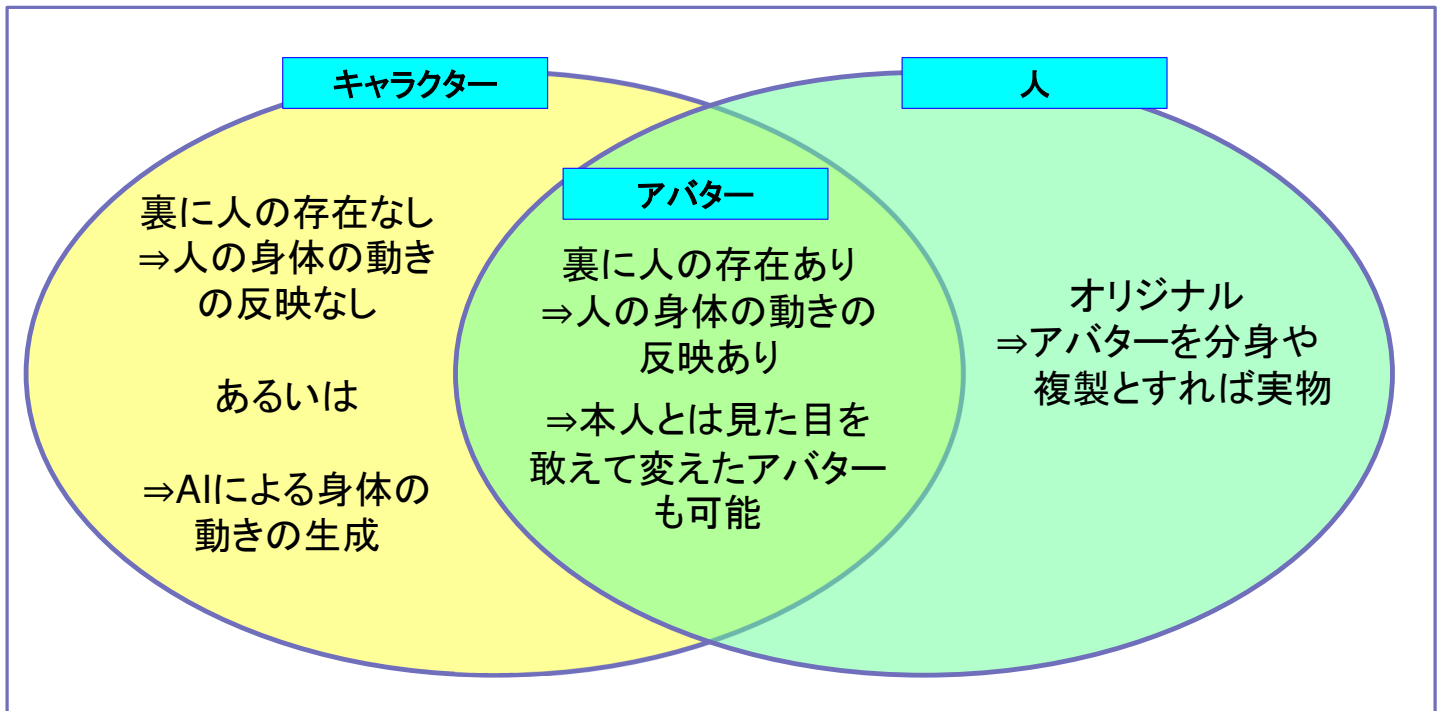 キャラクター
裏に人の存在なし
⇒人の身体の動き
の反映なし
あるいは
⇒AIによる身体の
動きの生成
アバター
裏に人の存在あり
⇒人の身体の動きの
反映あり
⇒本人とは見た目を
敢えて変えたアバター
も可能
人
オリジナル
⇒アバターを分身や
複製とすれば実物